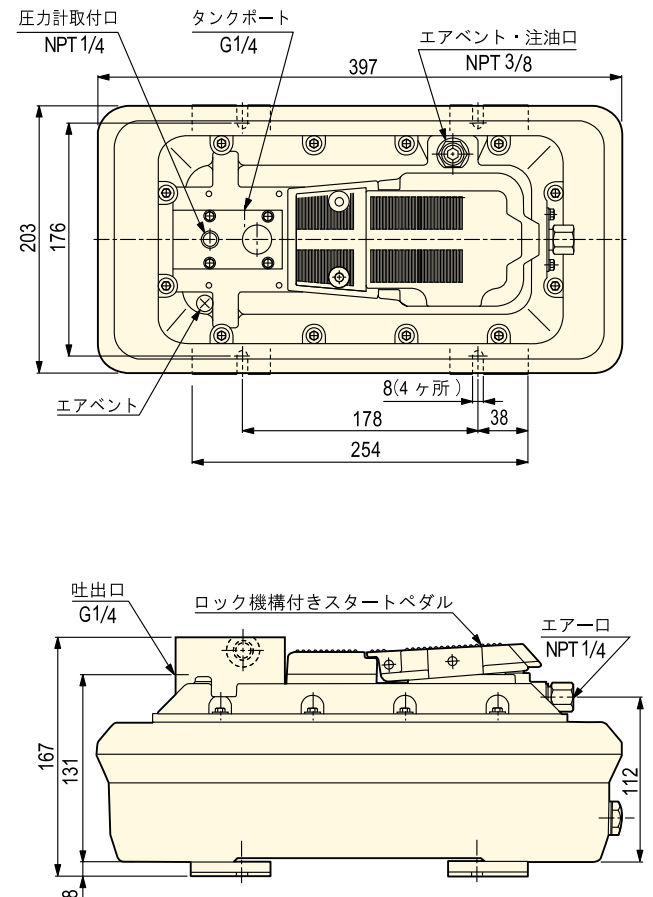 圧力計取付口
NPT 1/4
タンクポート
G1/4
エアベント・注油口
NPT 3/8
397
203
176
エアベント
8(4 ヶ所 )
178
38
254
吐出口
G1/4
ロック機構付きスタートペダル
エアー口
NPT 1/4
167
131
112
8